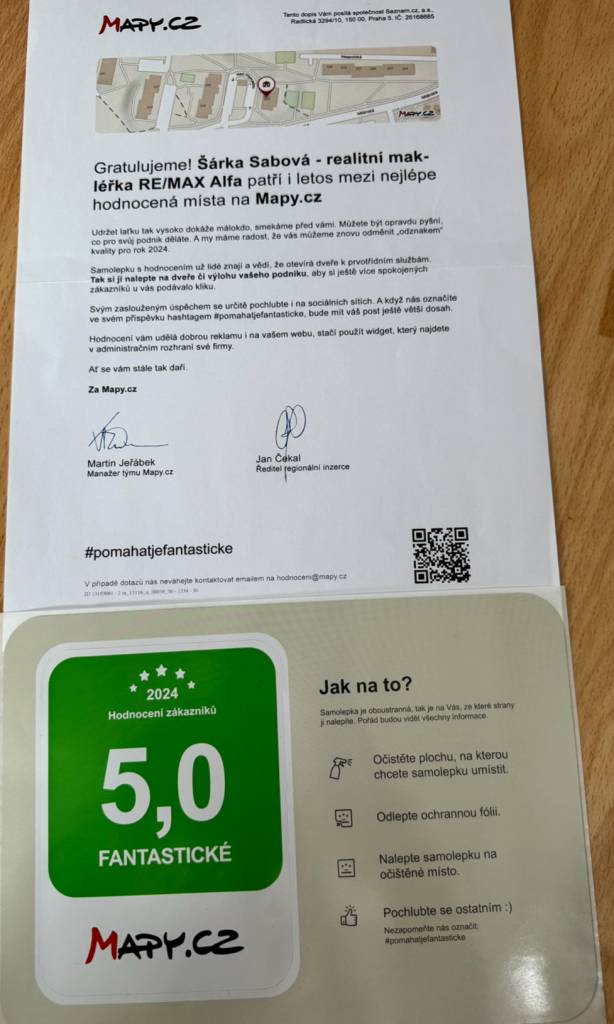 MAPY.CZ
Tento dopis Vám posílá společnost Seznam.cz, a.s.,
Radlická 3294/10, 150 00, Praha 5, IČ: 26168685
MAPY.CZ
Gratulujeme! Šárka Sabová - realitní mak-
léřka RE/MAX Alfa patří i letos mezi nejlépe
hodnocená místa na Mapy.cz
Udržet laťku tak vysoko dokáže málokdo, smekáme před vámi. Můžete být opravdu pyšní,
co pro svůj podnik děláte. A my máme radost, že vás můžeme znovu odměnit „odznakem"
kvality pro rok 2024.
Samolepku s hodnocením už lidé znají a vědí, že otevírá dveře k prvotřídním službám.
Tak si ji nalepte na dveře či výlohu vašeho podniku, aby si ještě více spokojených
zákazníků u vás podávalo kliku.
Svým zaslouženým úspěchem se určitě pochlubte i na sociálních sítích. A když nás označíte
ve svém příspěvku hashtagem #pomahatjefantasticke, bude mít váš post ještě větší dosah.
Hodnocení vám udělá dobrou reklamu i na vašem webu, stačí použít widget, který najdete
v administračním rozhraní své firmy.
Ať se vám stále tak daří.
Za Mapy.cz
Martin Jeřábek
Manažer týmu Mapy.cz
Jan Čekal
Ředitel regionální inzerce
#pomahatjefantasticke
V případě dotazů nás neváhejte kontaktovat emailem na hodnoceni@mapy.cz
2024
Hodnocení zákazníků
5,0
FANTASTICKÉ
MAPY.CZ
Jak na to?
Samolepka je oboustranná, tak je na Vás, ze které strany
ji nalepíte. Pořád budou vidět všechny informace.
Očistěte plochu, na kterou
chcete samolepku umístit.
Odlepte ochrannou fólii.
Nalepte samolepku na
očištěné místo.
Pochlubte se ostatním :)
Nezapomeňte nás označit:
#pomahatjefantasticke